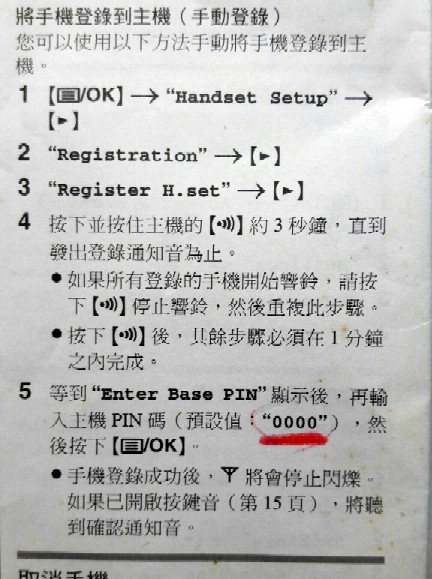 將手機登錄到主機（手動登錄）
您可以使用以下方法手動將手機登錄到主
機。
1 【/OK】→ “Handset Setup” →
【►】
2 “Registration” → 【►】
3 “Register H.set” → 【►】
4 按下並按住主機的【•)))】約 3 秒鐘，直到
發出登錄通知音為止。
● 如果所有登錄的手機開始響鈴，請按
下【•)))】停止響鈴，然後重複此步驟。
● 按下【•)))】後，其餘步驟必須在 1 分鐘
之內完成。
5 等到 “Enter Base PIN” 顯示後，再輸
入主機 PIN 碼（預設值：“0000”），然
後按下【/OK】。
● 手機登錄成功後， 將會停止閃爍。
如果已開啟按鍵音（第 15 頁），將聽
到確認通知音。
取消手機